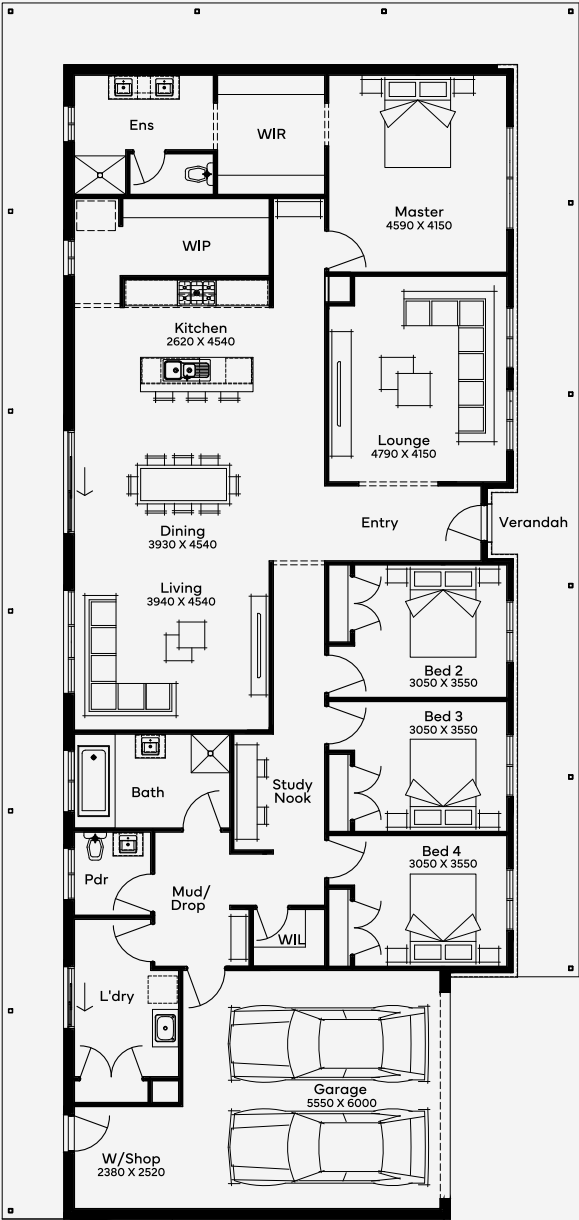 Ens
WIR
Master
4590 X 4150
WIP
Kitchen
2620 X 4540
Lounge
4790 X 4150
Entry
Verandah
Dining
3930 X 4540
Living
3940 X 4540
Bed 2
3050 X 3550
Bed 3
3050 X 3550
Study
Nook
Bath
Bed 4
3050 X 3550
Pdr
Mud/
Drop
WIL
L'dry
Garage
5550 X 6000
W/Shop
2380 X 2520